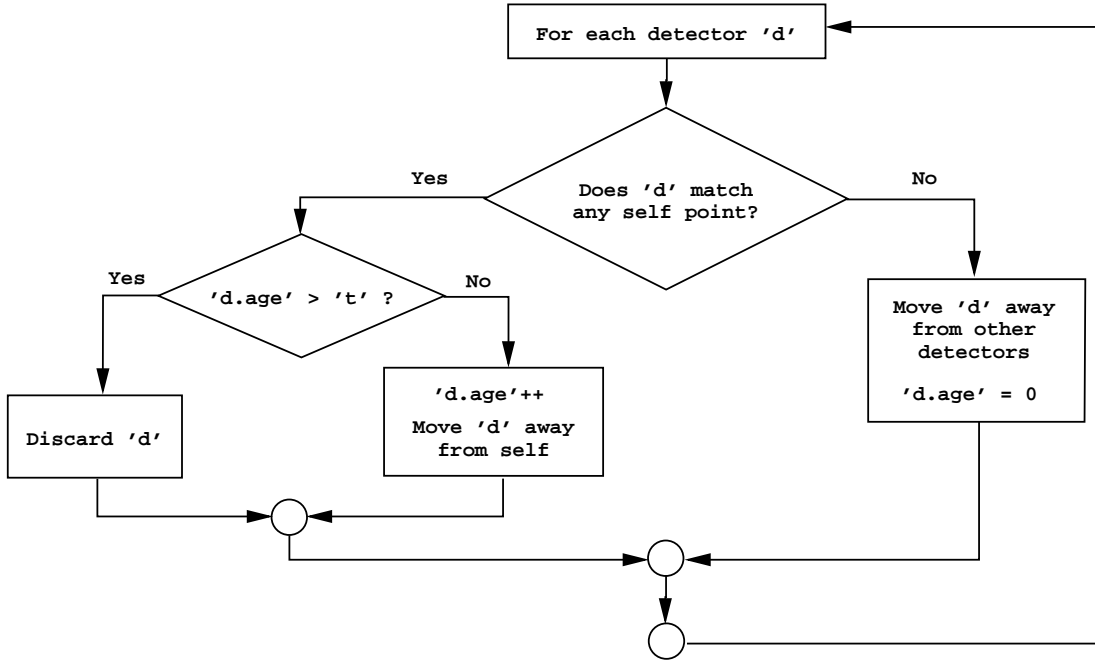 For each detector ′d′
Does ′d′ match
any self point?
Yes
No
′d.age′ > ′t′ ?
Yes
No
Move ′d′ away
from other
detectors
′d.age′ = 0
′d.age′++
Move ′d′ away
from self
Discard ′d′